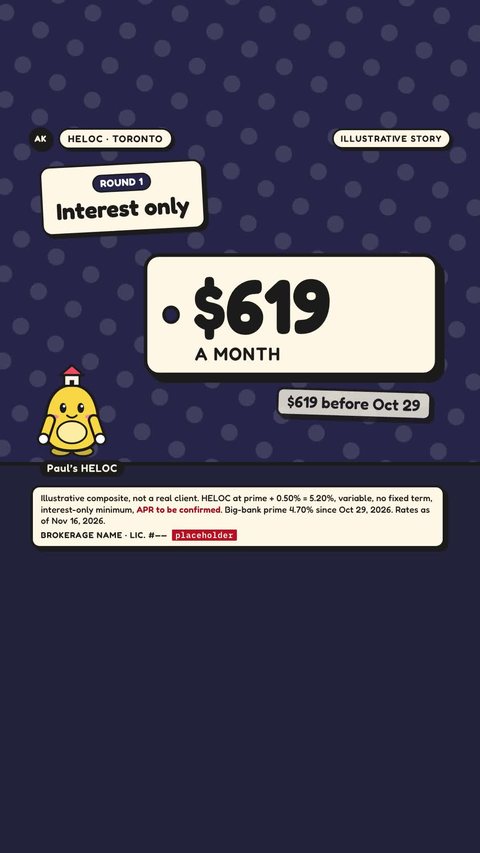 AK
HELOC · TORONTO
ILLUSTRATIVE STORY
ROUND 1
Interest only
$619
A MONTH
$619 before Oct 29
Paul's HELOC
Illustrative composite, not a real client. HELOC at prime + 0.50% = 5.20%, variable, no fixed term,
interest-only minimum, APR to be confirmed. Big-bank prime 4.70% since Oct 29, 2026. Rates as
of Nov 16, 2026.
BROKERAGE NAME · LIC. #–– placeholder